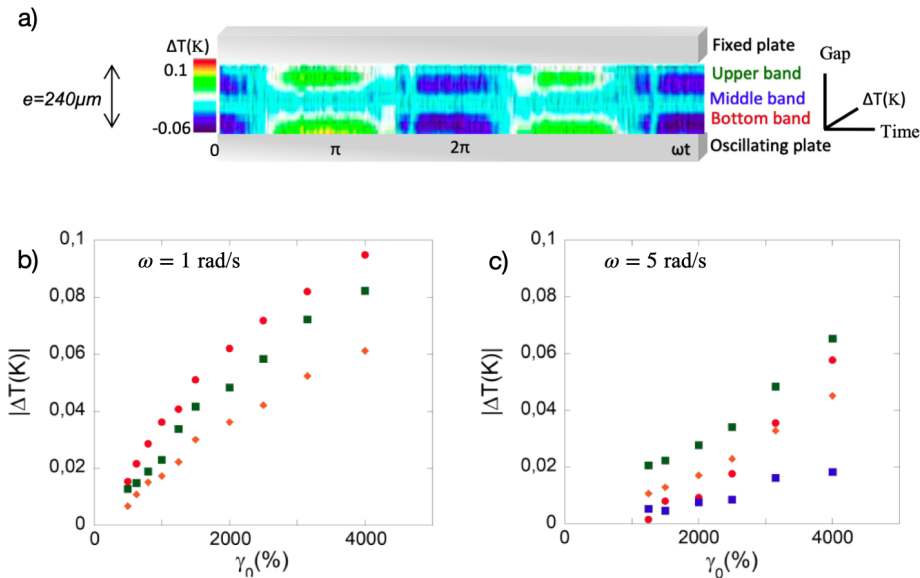 a)
ΔT(K)
0.1
-0.06
e=240μm
Fixed plate
Upper band
Middle band
Bottom band
Oscillating plate
Gap
ΔT(K)
Time
0 π 2π ωt
b)
ω = 1 rad/s
|ΔT(K)|
0,1
0,08
0,06
0,04
0,02
0
0 2000 4000
γ₀(%)
c)
ω = 5 rad/s
|ΔT(K)|
0,1
0,08
0,06
0,04
0,02
0
0 2000 4000
γ₀(%)